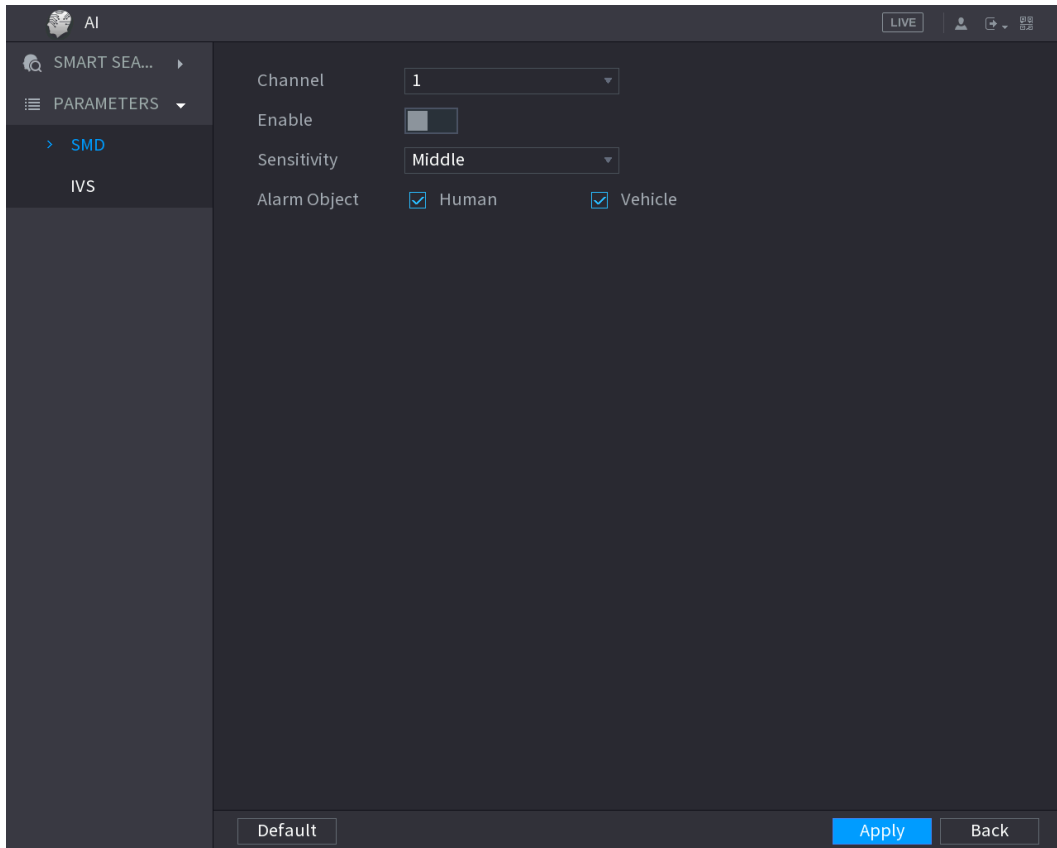 AI
LIVE
SMART SEA...
PARAMETERS
SMD
IVS
Channel 1
Enable
Sensitivity Middle
Alarm Object Human Vehicle
Default Apply Back